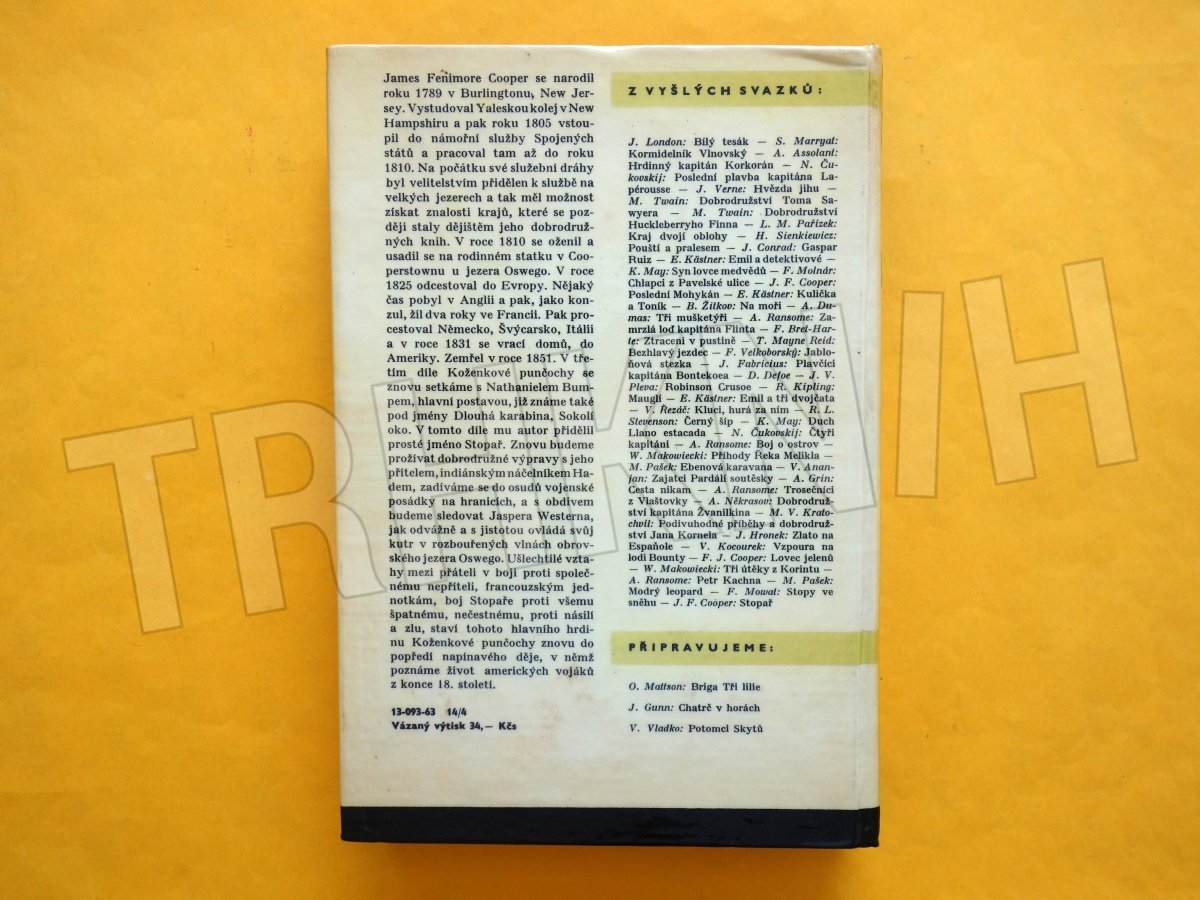 James Fenimore Cooper se narodil
roku 1789 v Burlingtonu, New Jer-
sey. Vystudoval Yaleskou kolej v New
Hampshiru a pak roku 1805 vstou-
pil do námořní služby Spojených
států a pracoval tam až do roku
1810. Na počátku své služební dráhy
byl velitelstvím přidělen k službě na
velkých jezerech a tak měl možnost
získat znalosti krajů, které se poz-
ději staly dějištěm jeho dobrodruž-
ných knih. V roce 1810 se oženil a
usadil se na rodinném statku v Coo-
perstownu u jezera Oswego. V roce
1825 odcestoval do Evropy. Nějaký
čas pobyl v Anglii a pak, jako kon-
zul, žil dva roky ve Francii. Pak pro-
cestoval Německo, Švýcarsko, Itálii
a v roce 1831 se vrací domů, do
Ameriky. Zemřel v roce 1851. V tře-
tím díle Koženkové punčochy se
znovu setkáme s Nathanielem Bum-
pem, hlavní postavou, již známe také
pod jmény Dlouhá karabina, Sokolí
oko. V tomto díle mu autor přidělil
prosté jméno Stopař. Znovu budeme
prožívat dobrodružné výpravy s jeho
přítelem, indiánským náčelníkem Ha-
dem, zadíváme se do osudů vojenské
posádky na hranicích, a s obdivem
budeme sledovat Jaspera Westerna,
jak odvážně a s jistotou ovládá svůj
kutr v rozbouřených vlnách obrov-
ského jezera Oswego. Ušlechtilé vzta-
hy mezi přáteli v bojí proti společ-
nému nepříteli, francouzským jed-
notkám, boj Stopaře proti všemu
špatnému, nečestnému, proti násilí
a zlu, staví tohoto hlavního hrdi-
nu Koženkové punčochy znovu do
popředí napínavého děje, v němž
poznáme život amerických vojáků
z konce 18. století.
13-093-63 14/4
Vázaný výtisk 34,— Kčs
Z VYŠLÝCH SVAZKŮ:
J. London: Bílý tesák — S. Marryat:
Kormidelník Vlnovský — A. Assolant:
Hrdinný kapitán Korkorán — N. Ču-
kovskij: Poslední plavba kapitána La-
pérousse — J. Verne: Hvězda jihu —
M. Twain: Dobrodružství Toma Sa-
wyera — M. Twain: Dobrodružství
Huckleberryho Finna — L. M. Pařízek:
Kraj dvojí oblohy — H. Sienkiewicz:
Pouští a pralesem — J. Conrad: Gaspar
Ruiz — E. Kästner: Emil a detektivové —
K. May: Syn lovce medvědů — F. Molnár:
Chlapci z Pavelské ulice — J. F. Cooper:
Poslední Mohykán — E. Kästner: Kulička
a Toník — B. Žitkov: Na moři — A. Du-
mas: Tři mušketýři — A. Ransome: Za-
mrzlá loď kapitána Flinta — F. Bret-Har-
te: Ztraceni v pustině — T. Mayne Reid:
Bezhlavý jezdec — F. Velkoborský: Jablo-
ňová stezka — J. Fabricius: Plavčíci
kapitána Bontekoea — D. Defoe — J. V.
Pleva: Robinson Crusoe — R. Kipling:
Mauglí — E. Kästner: Emil a tři dvojčata
— V. Řezáč: Kluci, hurá za ním — R. L.
Stevenson: Černý šíp — K. May: Duch
Llano estacada — N. Čukovskij: Čtyři
kapitáni — A. Ransome: Boj o ostrov —
W. Makowiecki: Příhody Řeka Melikla —
M. Pašek: Ebenová karavana — V. Anan-
jan: Zajatci Pardálí soutěsky — A. Grin:
Cesta nikam — A. Ransome: Trosečníci
z Vlaštovky — A. Někrasov: Dobrodruž-
ství kapitána Žvanilkina — M. V. Krato-
chvíl: Podivuhodné příběhy a dobrodruž-
ství Jana Kornela — J. Hronek: Zlato na
Espaňole — V. Kocourek: Vzpoura na
lodi Bounty — F. J. Cooper: Lovec jelenů
— W. Makowiecki: Tři útěky z Korintu —
A. Ransome: Petr Kachna — M. Pašek:
Modrý leopard — F. Mowat: Stopy ve
sněhu — J. F. Cooper: Stopař
PŘIPRAVUJEME:
O. Mattson: Briga Tři lilie
J. Gunn: Chatrč v horách
V. Vladko: Potomci Skytů